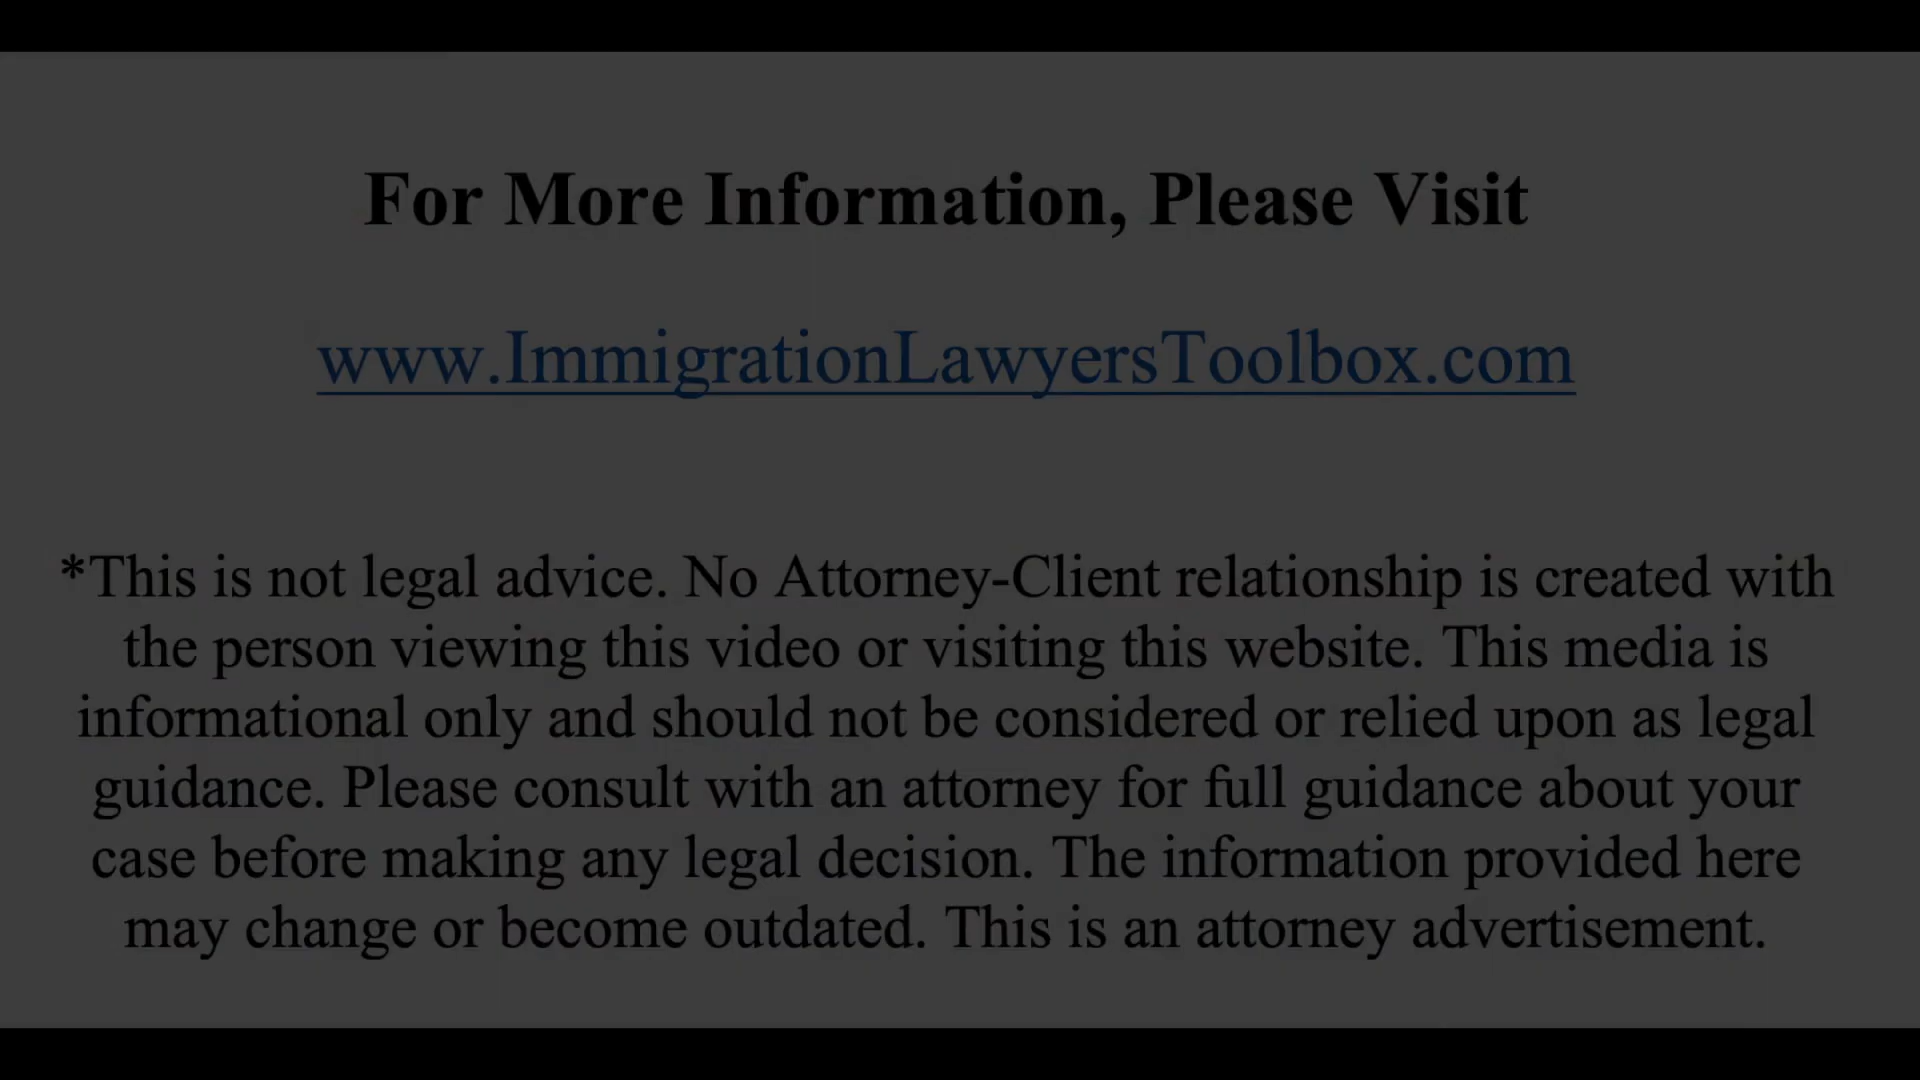 For More Information, Please Visit
www.ImmigrationLawyersToolbox.com
*This is not legal advice. No Attorney-Client relationship is created with
the person viewing this video or visiting this website. This media is
informational only and should not be considered or relied upon as legal
guidance. Please consult with an attorney for full guidance about your
case before making any legal decision. The information provided here
may change or become outdated. This is an attorney advertisement.